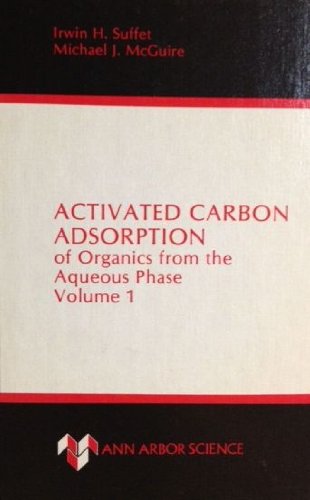 Irwin H. Suffet
Michael J. McGuire
ACTIVATED CARBON
ADSORPTION
of Organics from the
Aqueous Phase
Volume 1
ANN ARBOR SCIENCE